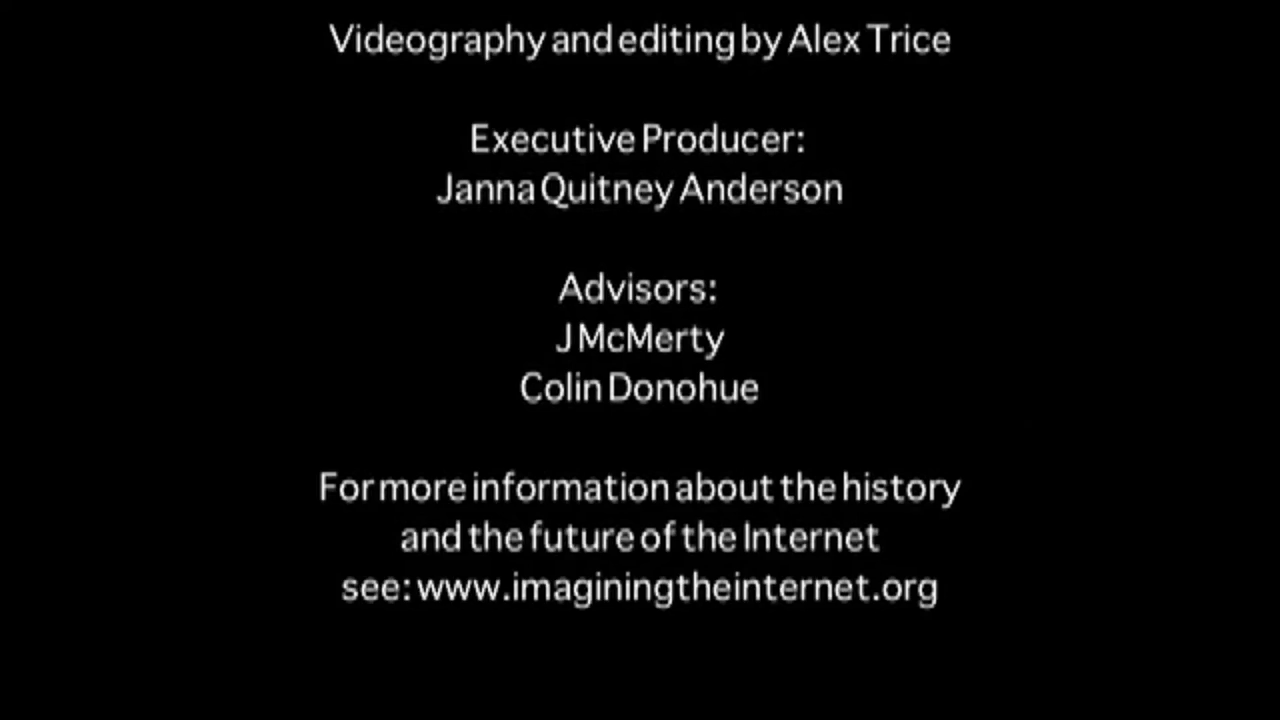 Videography and editing by Alex Trice
Executive Producer:
Janna Quitney Anderson
Advisors:
J McMerty
Colin Donohue
For more information about the history
and the future of the Internet
see: www.imaginingtheinternet.org